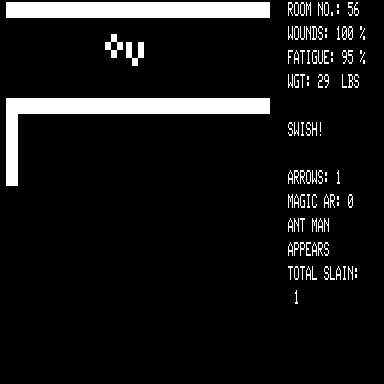 ROOM NO.: 56
WOUNDS: 100 %
FATIGUE: 95 %
WGT: 29 LBS
SWISH!
ARROWS: 1
MAGIC AR: 0
ANT MAN
APPEARS
TOTAL SLAIN:
1